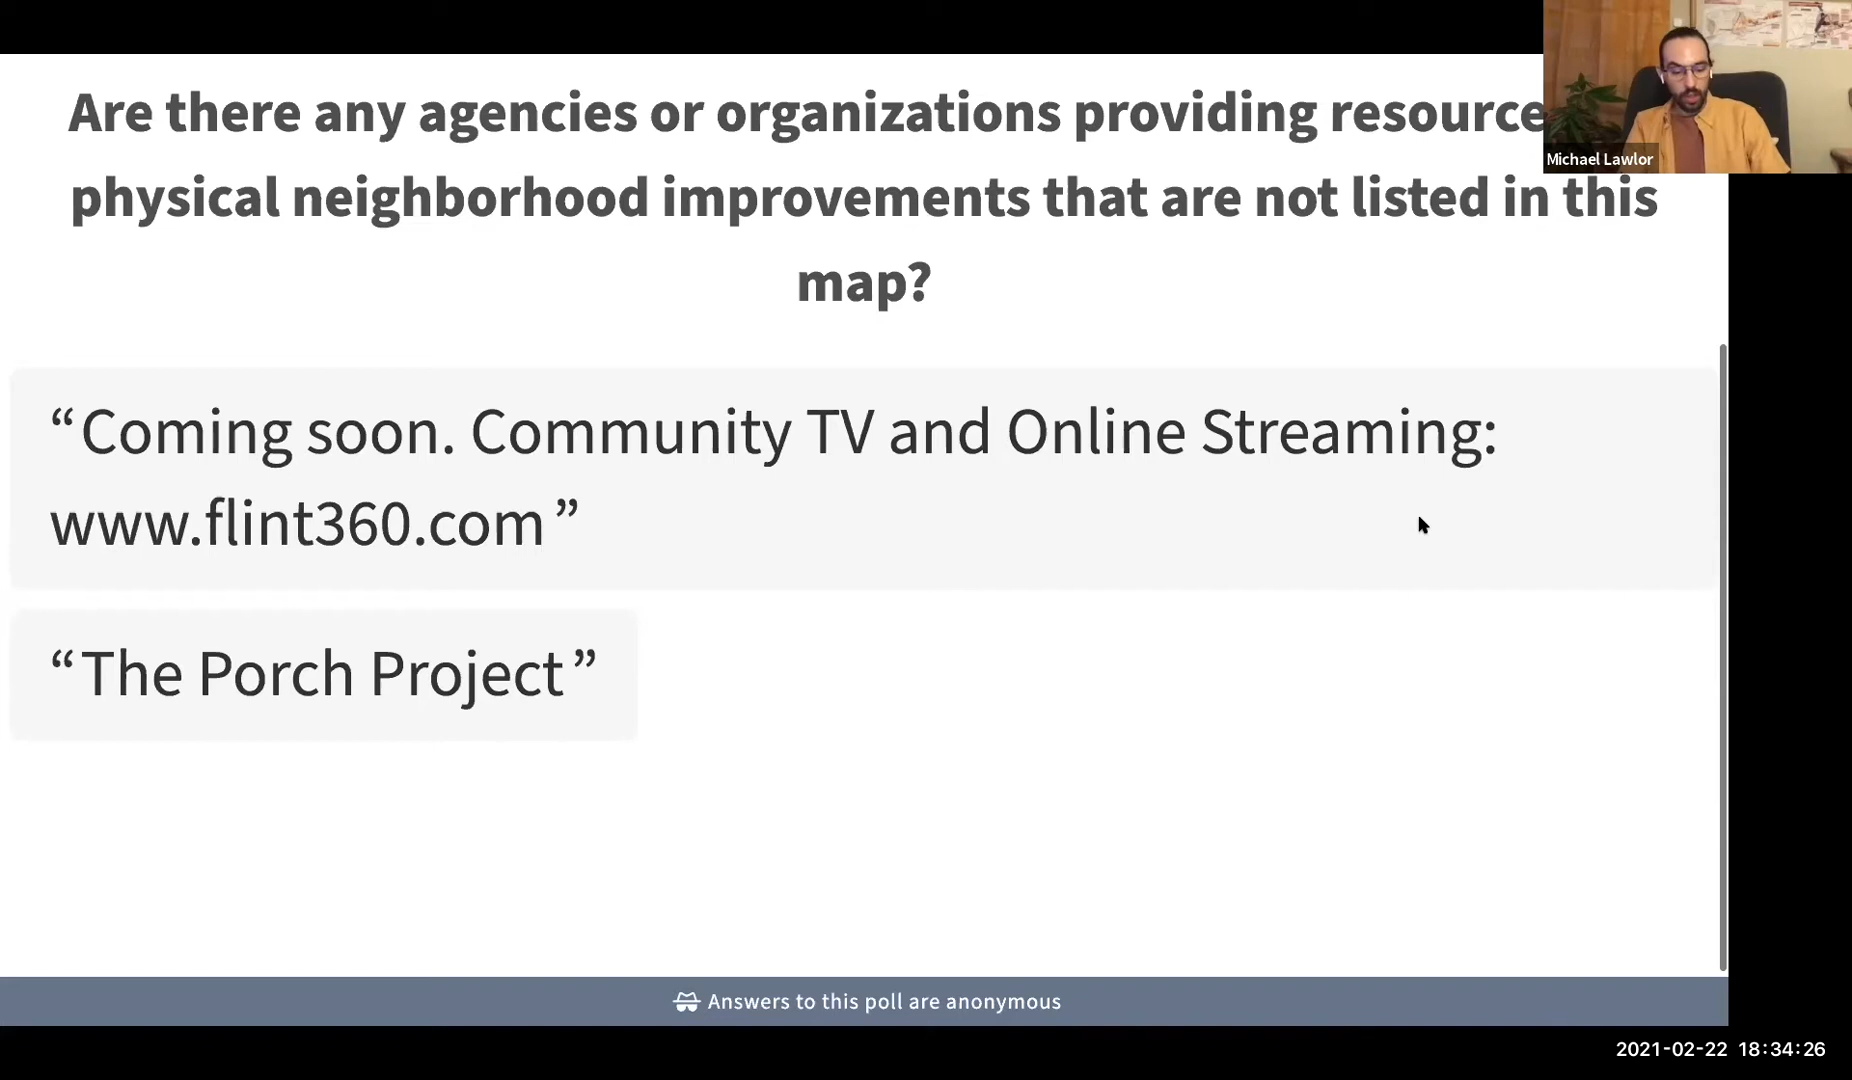 Are there any agencies or organizations providing resource
physical neighborhood improvements that are not listed in this
map?
Michael Lawlor
“Coming soon. Community TV and Online Streaming:
www.flint360.com”
“The Porch Project”
Answers to this poll are anonymous
2021-02-22 18:34:26